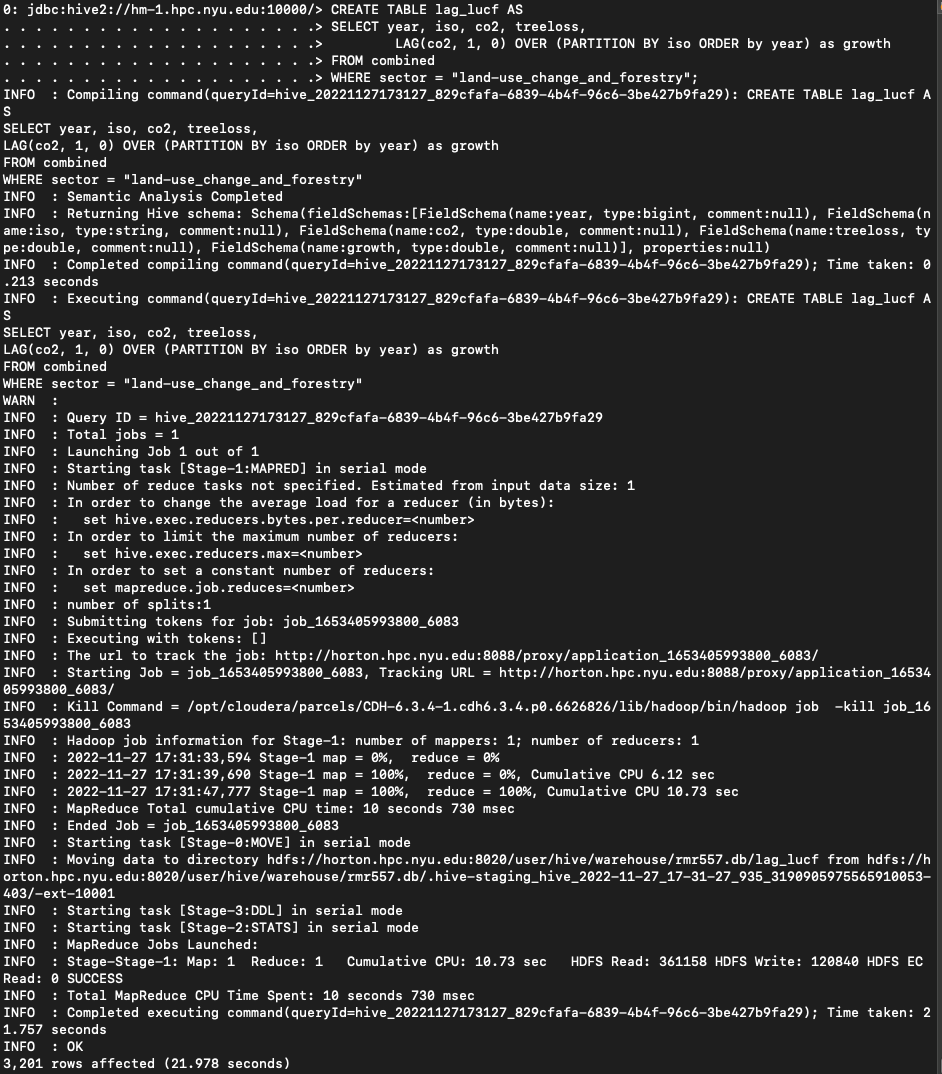 0: jdbc:hive2://hm-1.hpc.nyu.edu:10000/> CREATE TABLE lag_lucf AS
. . . . . . . . . . . . . . . . . . . .> SELECT year, iso, co2, treeloss,
. . . . . . . . . . . . . . . . . . . .>         LAG(co2, 1, 0) OVER (PARTITION BY iso ORDER by year) as growth
. . . . . . . . . . . . . . . . . . . .> FROM combined
. . . . . . . . . . . . . . . . . . . .> WHERE sector = "land-use_change_and_forestry";
INFO  : Compiling command(queryId=hive_20221127173127_829cfafa-6839-4b4f-96c6-3be427b9fa29): CREATE TABLE lag_lucf A
S
SELECT year, iso, co2, treeloss,
LAG(co2, 1, 0) OVER (PARTITION BY iso ORDER by year) as growth
FROM combined
WHERE sector = "land-use_change_and_forestry"
INFO  : Semantic Analysis Completed
INFO  : Returning Hive schema: Schema(fieldSchemas:[FieldSchema(name:year, type:bigint, comment:null), FieldSchema(n
ame:iso, type:string, comment:null), FieldSchema(name:co2, type:double, comment:null), FieldSchema(name:treeloss, ty
pe:double, comment:null), FieldSchema(name:growth, type:double, comment:null)], properties:null)
INFO  : Completed compiling command(queryId=hive_20221127173127_829cfafa-6839-4b4f-96c6-3be427b9fa29); Time taken: 0
.213 seconds
INFO  : Executing command(queryId=hive_20221127173127_829cfafa-6839-4b4f-96c6-3be427b9fa29): CREATE TABLE lag_lucf A
S
SELECT year, iso, co2, treeloss,
LAG(co2, 1, 0) OVER (PARTITION BY iso ORDER by year) as growth
FROM combined
WHERE sector = "land-use_change_and_forestry"
WARN  :
INFO  : Query ID = hive_20221127173127_829cfafa-6839-4b4f-96c6-3be427b9fa29
INFO  : Total jobs = 1
INFO  : Launching Job 1 out of 1
INFO  : Starting task [Stage-1:MAPRED] in serial mode
INFO  : Number of reduce tasks not specified. Estimated from input data size: 1
INFO  : In order to change the average load for a reducer (in bytes):
INFO  :   set hive.exec.reducers.bytes.per.reducer=<number>
INFO  : In order to limit the maximum number of reducers:
INFO  :   set hive.exec.reducers.max=<number>
INFO  : In order to set a constant number of reducers:
INFO  :   set mapreduce.job.reduces=<number>
INFO  : number of splits:1
INFO  : Submitting tokens for job: job_1653405993800_6083
INFO  : Executing with tokens: []
INFO  : The url to track the job: http://horton.hpc.nyu.edu:8088/proxy/application_1653405993800_6083/
INFO  : Starting Job = job_1653405993800_6083, Tracking URL = http://horton.hpc.nyu.edu:8088/proxy/application_16534
05993800_6083/
INFO  : Kill Command = /opt/cloudera/parcels/CDH-6.3.4-1.cdh6.3.4.p0.6626826/lib/hadoop/bin/hadoop job  -kill job_16
53405993800_6083
INFO  : Hadoop job information for Stage-1: number of mappers: 1; number of reducers: 1
INFO  : 2022-11-27 17:31:33,594 Stage-1 map = 0%,  reduce = 0%
INFO  : 2022-11-27 17:31:39,690 Stage-1 map = 100%,  reduce = 0%, Cumulative CPU 6.12 sec
INFO  : 2022-11-27 17:31:47,777 Stage-1 map = 100%,  reduce = 100%, Cumulative CPU 10.73 sec
INFO  : MapReduce Total cumulative CPU time: 10 seconds 730 msec
INFO  : Ended Job = job_1653405993800_6083
INFO  : Starting task [Stage-0:MOVE] in serial mode
INFO  : Moving data to directory hdfs://horton.hpc.nyu.edu:8020/user/hive/warehouse/rmr557.db/lag_lucf from hdfs://h
orton.hpc.nyu.edu:8020/user/hive/warehouse/rmr557.db/.hive-staging_hive_2022-11-27_17-31-27_935_3190905975565910053-
403/-ext-10001
INFO  : Starting task [Stage-3:DDL] in serial mode
INFO  : Starting task [Stage-2:STATS] in serial mode
INFO  : MapReduce Jobs Launched:
INFO  : Stage-Stage-1: Map: 1  Reduce: 1   Cumulative CPU: 10.73 sec   HDFS Read: 361158 HDFS Write: 120840 HDFS EC
Read: 0 SUCCESS
INFO  : Total MapReduce CPU Time Spent: 10 seconds 730 msec
INFO  : Completed executing command(queryId=hive_20221127173127_829cfafa-6839-4b4f-96c6-3be427b9fa29); Time taken: 2
1.757 seconds
INFO  : OK
3,201 rows affected (21.978 seconds)